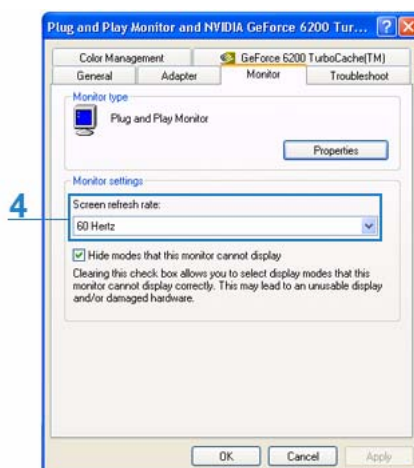 Plug and Play Monitor and NVIDIA GeForce 6200 Tur...
Color Management
GeForce 6200 TurboCache(TM)
General
Adapter
Monitor
Troubleshoot
Monitor type
Plug and Play Monitor
Properties
Monitor settings
4
Screen refresh rate:
60 Hertz
Hide modes that this monitor cannot display
Clearing this check box allows you to select display modes that this
monitor cannot display correctly. This may lead to an unusable display
and/or damaged hardware.
OK
Cancel
Apply